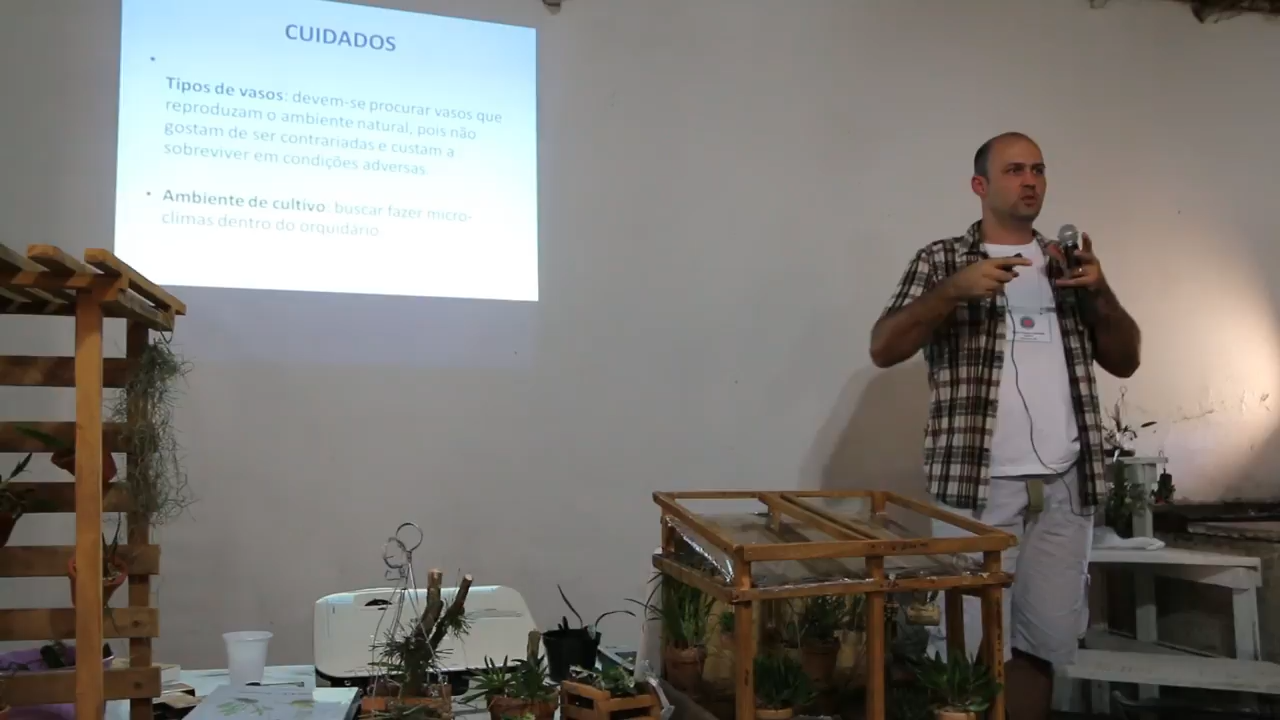 CUIDADOS
•
Tipos de vasos: devem-se procurar vasos que
reproduzam o ambiente natural, pois não
gostam de ser contrariadas e custam a
sobreviver em condições adversas.
• Ambiente de cultivo: buscar fazer micro-
climas dentro do orquidário